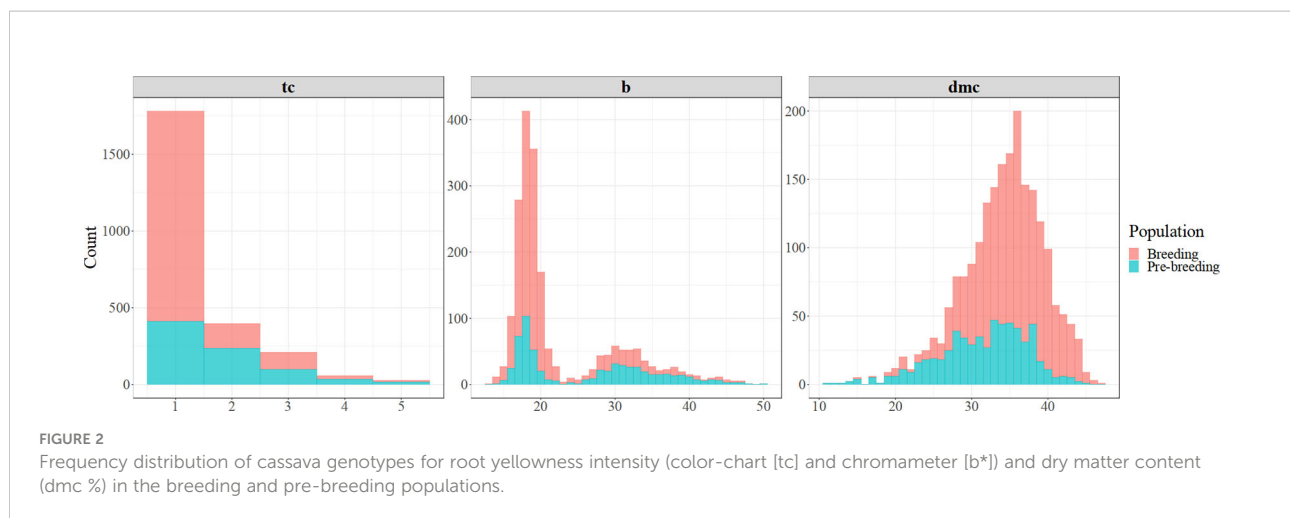 tc
b
dmc
Count
1500
1000
500
0
1 2 3 4 5
400
300
200
100
0
20 30 40 50
200
150
100
50
0
10 20 30 40
Population
Breeding
Pre-breeding
FIGURE 2
Frequency distribution of cassava genotypes for root yellowness intensity (color-chart [tc] and chromameter [b*]) and dry matter content
(dmc %) in the breeding and pre-breeding populations.